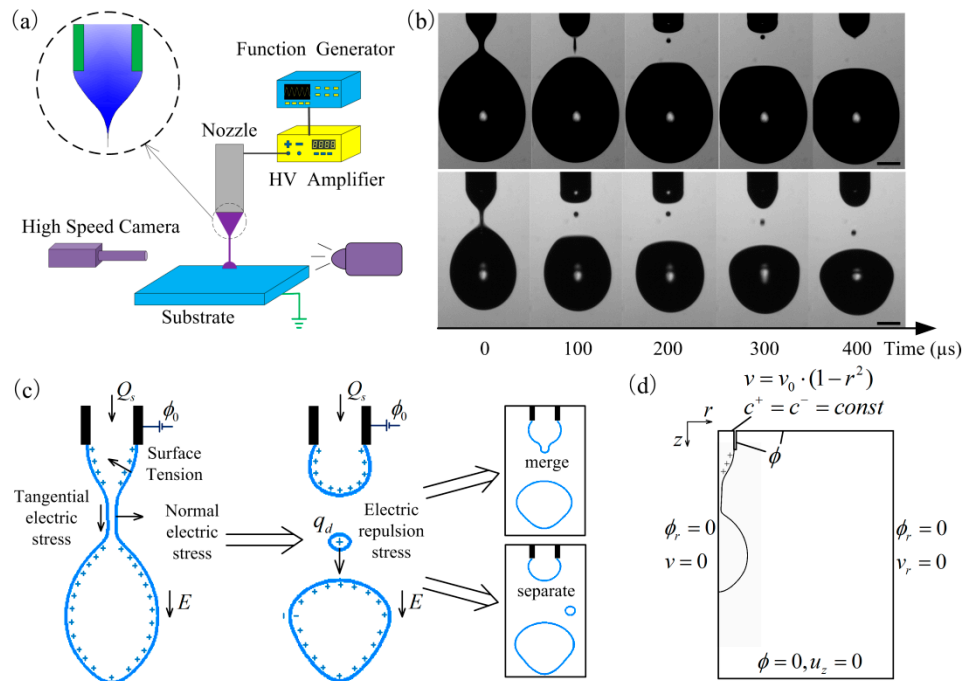 (a)
Function Generator
Nozzle
8888
HV Amplifier
High Speed Camera
Substrate
(b)
0
100
200
300
400
Time (µs)
(c)
Q_s
ϕ_0
Surface
Tension
Tangential
electric
stress
Normal
electric
stress
E
Q_s
ϕ_0
q_d
Electric
repulsion
stress
E
merge
separate
(d)
v = v_0 · (1 − r^2)
c^+ = c^- = const
r
z
ϕ
ϕ_r = 0
v = 0
ϕ_r = 0
v_r = 0
ϕ = 0, u_z = 0